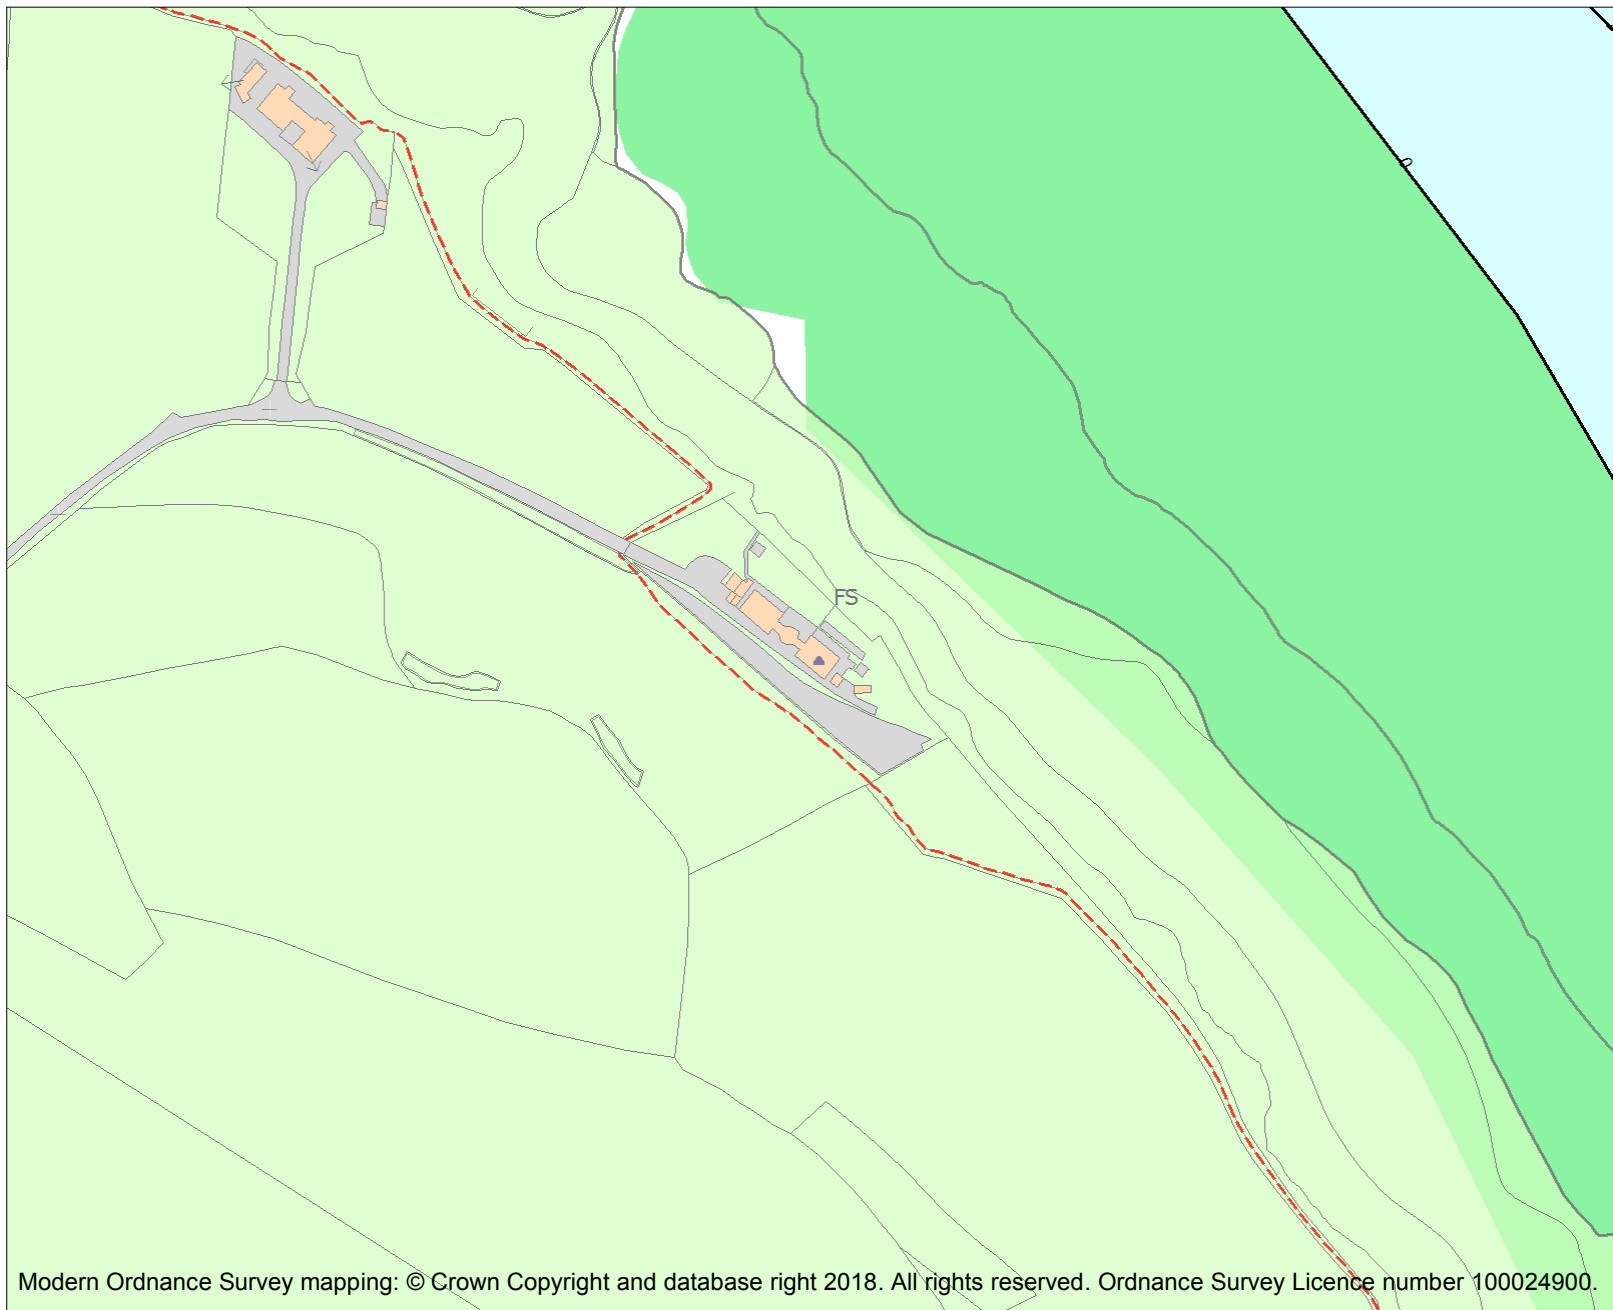 FS
Modern Ordnance Survey mapping: © Crown Copyright and database right 2018. All rights reserved. Ordnance Survey Licence number 100024900.